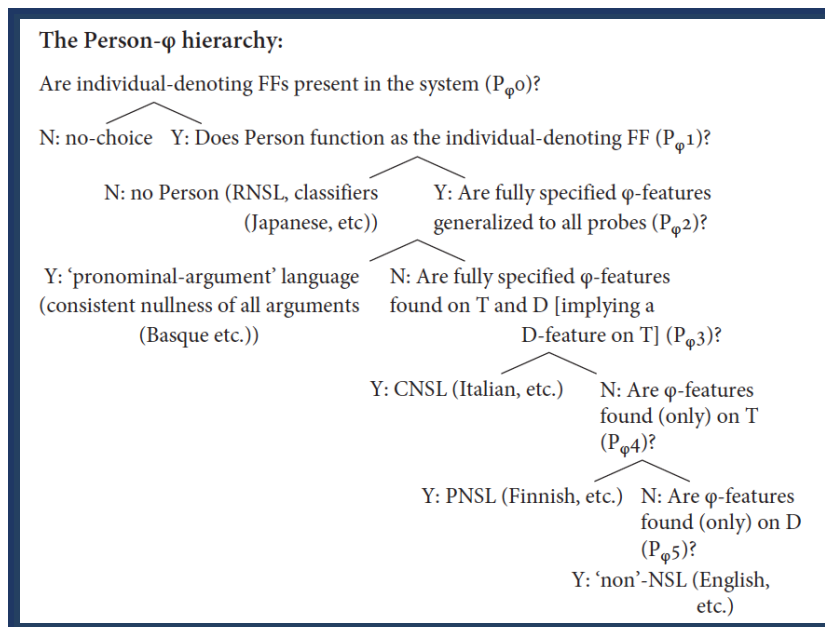 The Person-φ hierarchy:
Are individual-denoting FFs present in the system (Pφ0)?
N: no-choice Y: Does Person function as the individual-denoting FF (Pφ1)?
N: no Person (RNSL, classifiers
(Japanese, etc))
Y: Are fully specified φ-features
generalized to all probes (Pφ2)?
Y: ‘pronominal-argument’ language
(consistent nullness of all arguments
(Basque etc.))
N: Are fully specified φ-features
found on T and D [implying a
D-feature on T] (Pφ3)?
Y: CNSL (Italian, etc.)
N: Are φ-features
found (only) on T
(Pφ4)?
Y: PNSL (Finnish, etc.)
N: Are φ-features
found (only) on D
(Pφ5)?
Y: ‘non’-NSL (English,
etc.)